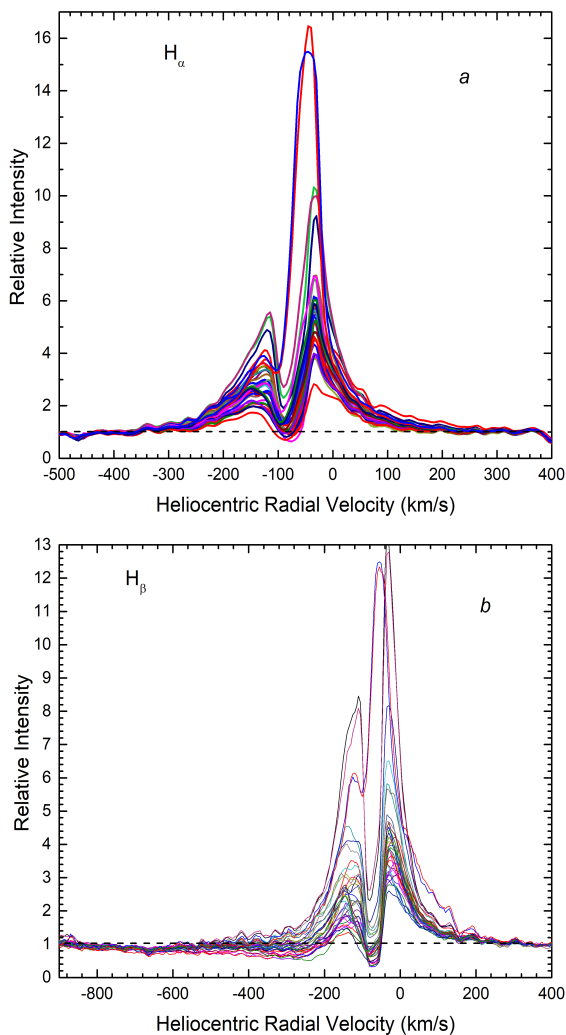 16
14
12
10
8
6
4
2
0
Relative Intensity
H
α
a
-500 -400 -300 -200 -100 0 100 200 300 400
Heliocentric Radial Velocity (km/s)
13
12
11
10
9
8
7
6
5
4
3
2
1
0
Relative Intensity
H
β
b
-800 -600 -400 -200 0 200 400
Heliocentric Radial Velocity (km/s)